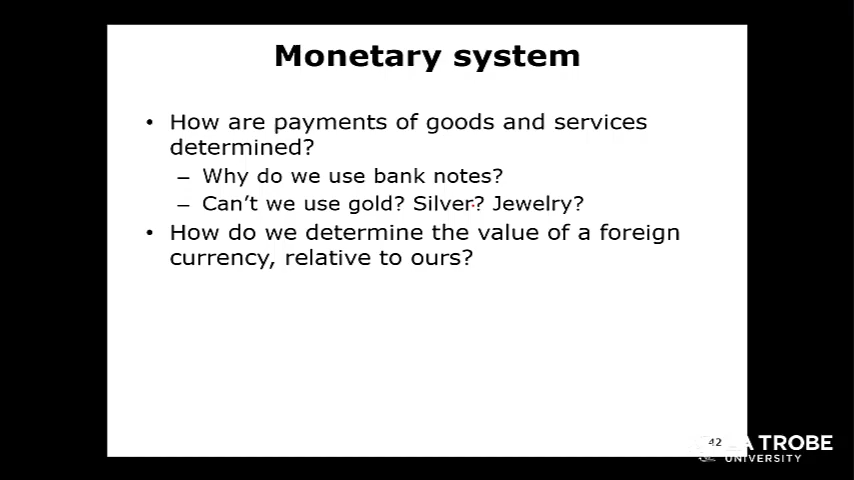 Monetary system
• How are payments of goods and services
determined?
– Why do we use bank notes?
– Can't we use gold? Silver? Jewelry?
• How do we determine the value of a foreign
currency, relative to ours?
42
TROBE
UNIVERSITY